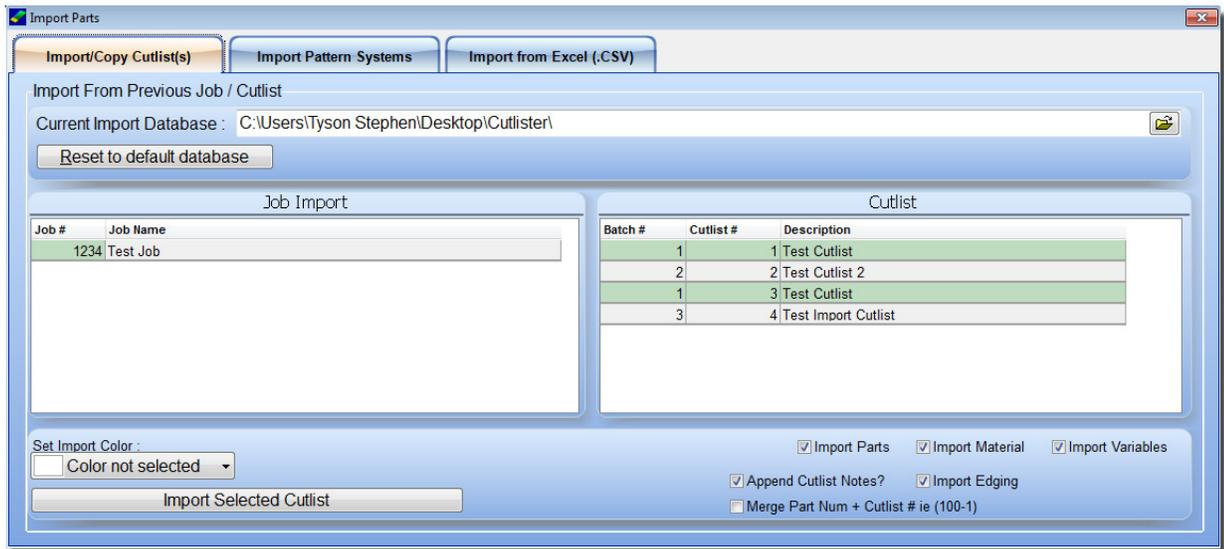 Import Parts
Import/Copy Cutlist(s) Import Pattern Systems Import from Excel (.CSV)
Import From Previous Job / Cutlist
Current Import Database : C:\Users\Tyson Stephen\Desktop\Cutlister\
Reset to default database
Job Import
Job # Job Name
1234 Test Job
Cutlist
Batch # Cutlist # Description
1 1 Test Cutlist
2 2 Test Cutlist 2
1 3 Test Cutlist
3 4 Test Import Cutlist
Set Import Color :
Color not selected
Import Selected Cutlist
Import Parts Import Material Import Variables
Append Cutlist Notes? Import Edging
Merge Part Num + Cutlist # ie (100-1)